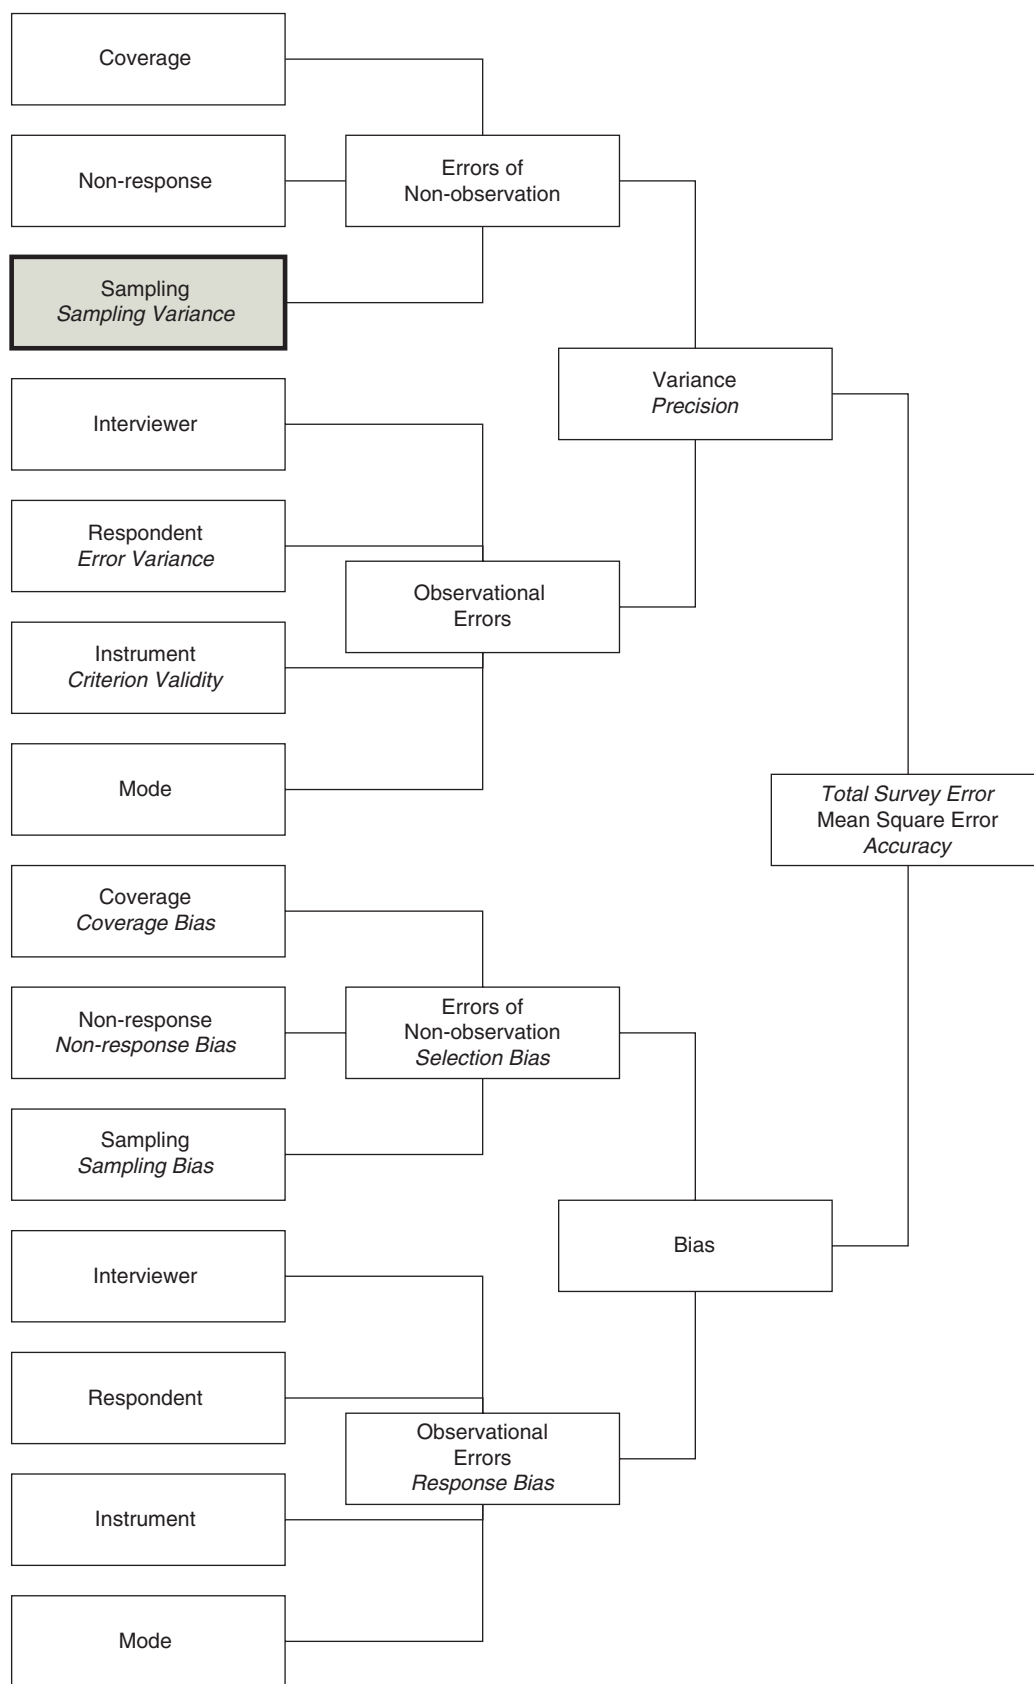 Coverage
Non-response
Errors of
Non-observation
Sampling
Sampling Variance
Variance
Precision
Interviewer
Respondent
Error Variance
Observational
Errors
Instrument
Criterion Validity
Mode
Total Survey Error
Mean Square Error
Accuracy
Coverage
Coverage Bias
Non-response
Non-response Bias
Errors of
Non-observation
Selection Bias
Sampling
Sampling Bias
Bias
Interviewer
Respondent
Observational
Errors
Response Bias
Instrument
Mode